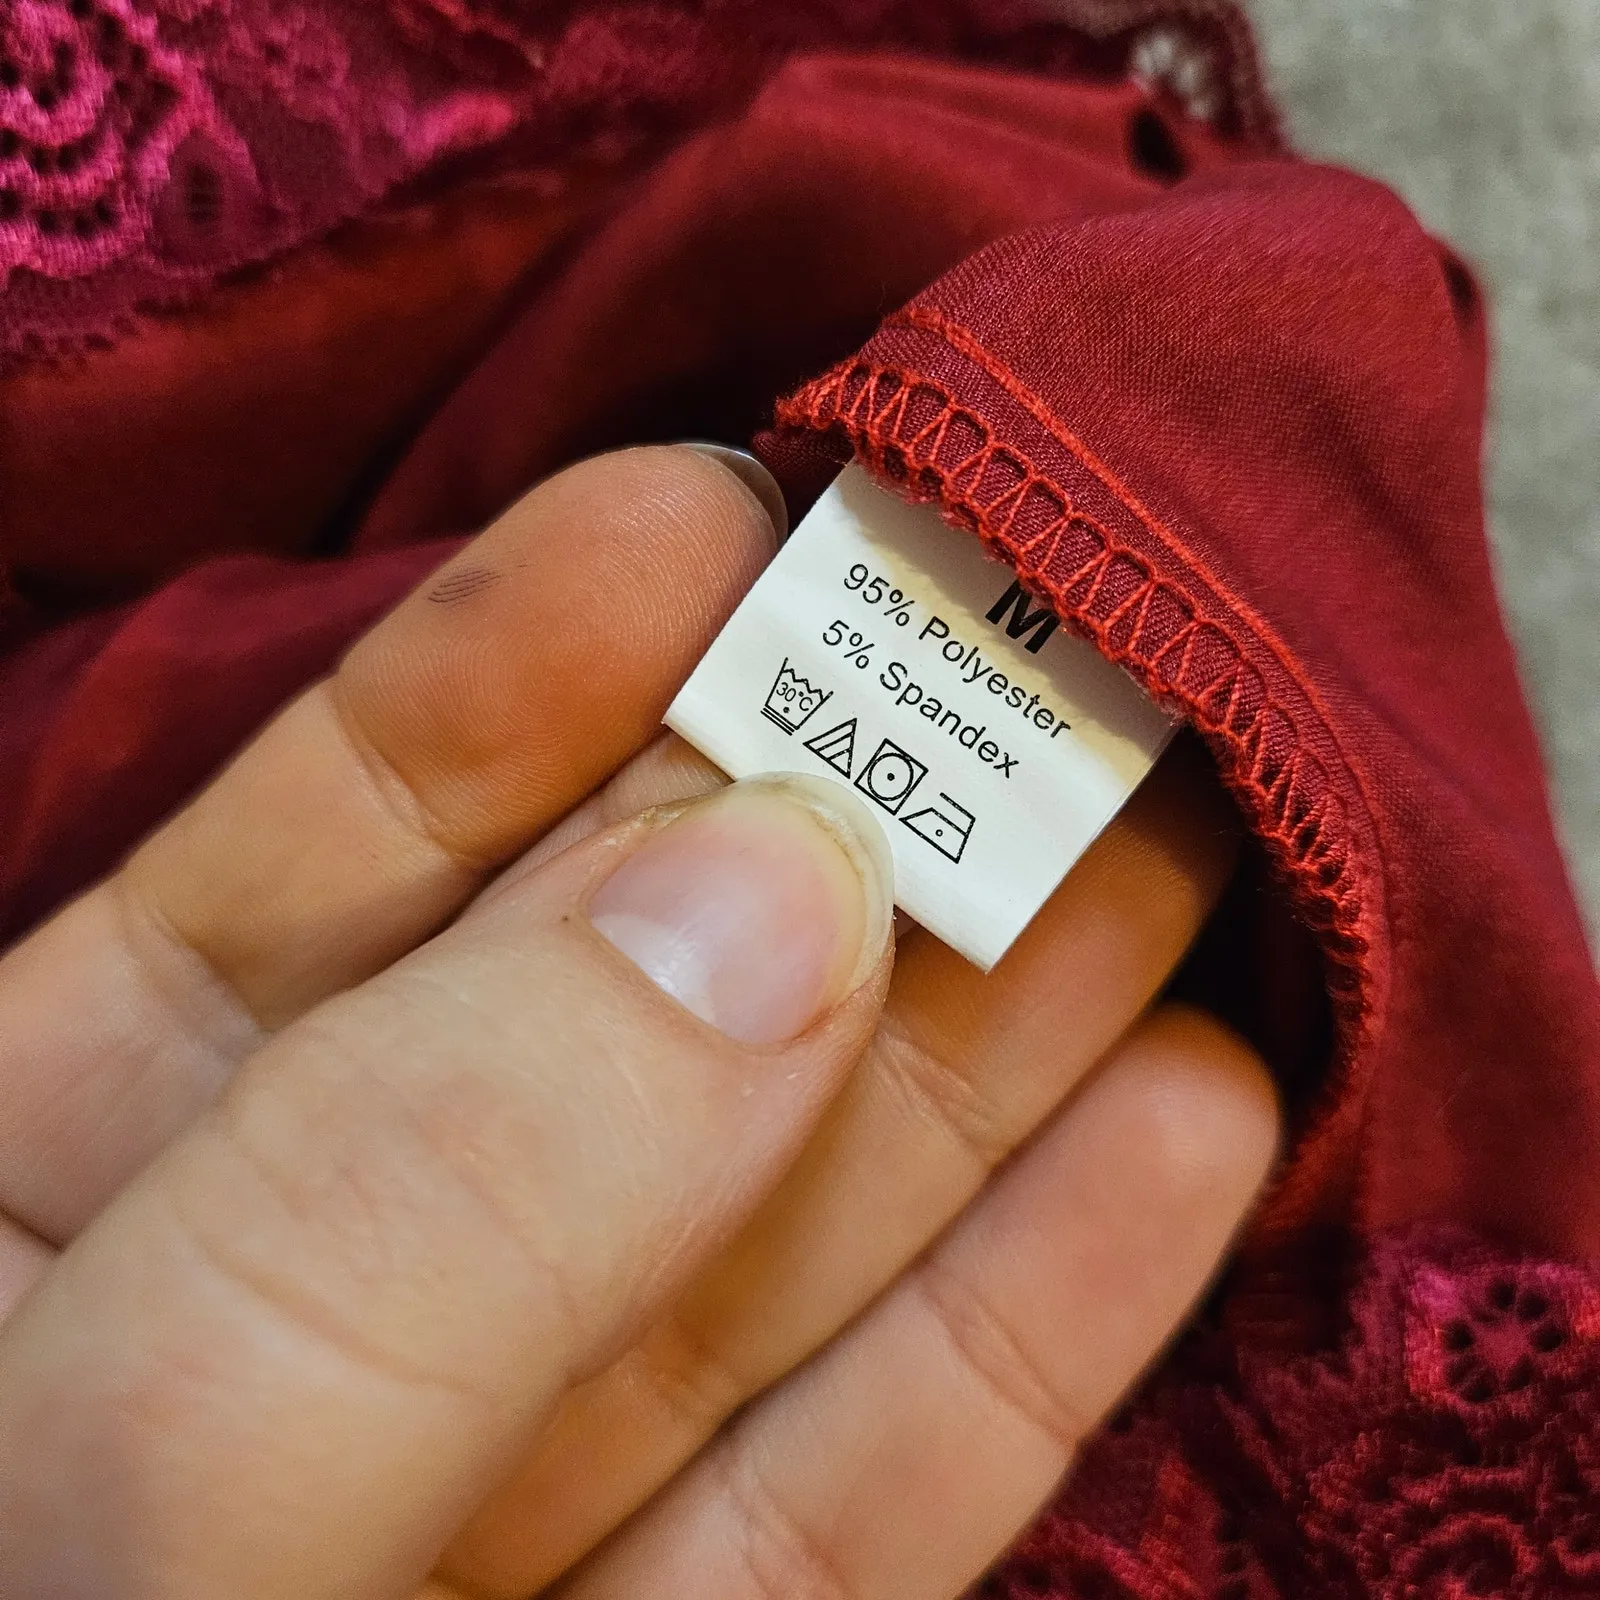 M
95% Polyester
5% Spandex
30°C